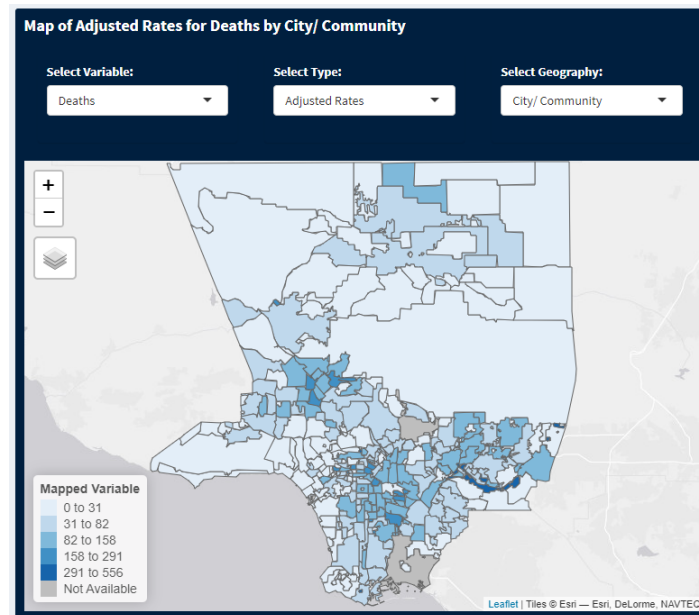 Map of Adjusted Rates for Deaths by City/ Community
Select Variable: Select Type: Select Geography:
Deaths Adjusted Rates City/ Community
+
−
Mapped Variable
0 to 31
31 to 82
82 to 158
158 to 291
291 to 556
Not Available
Leaflet | Tiles © Esri — Esri, DeLorme, NAVTEQ